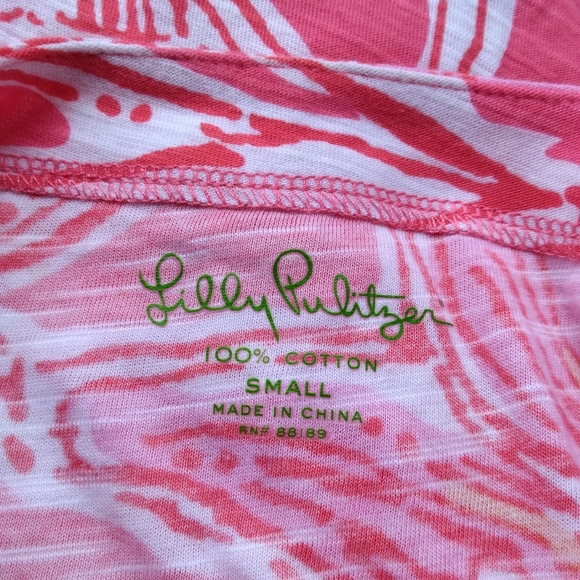 Lilly Pulitzer
100% COTTON
SMALL
MADE IN CHINA
RN# 88189